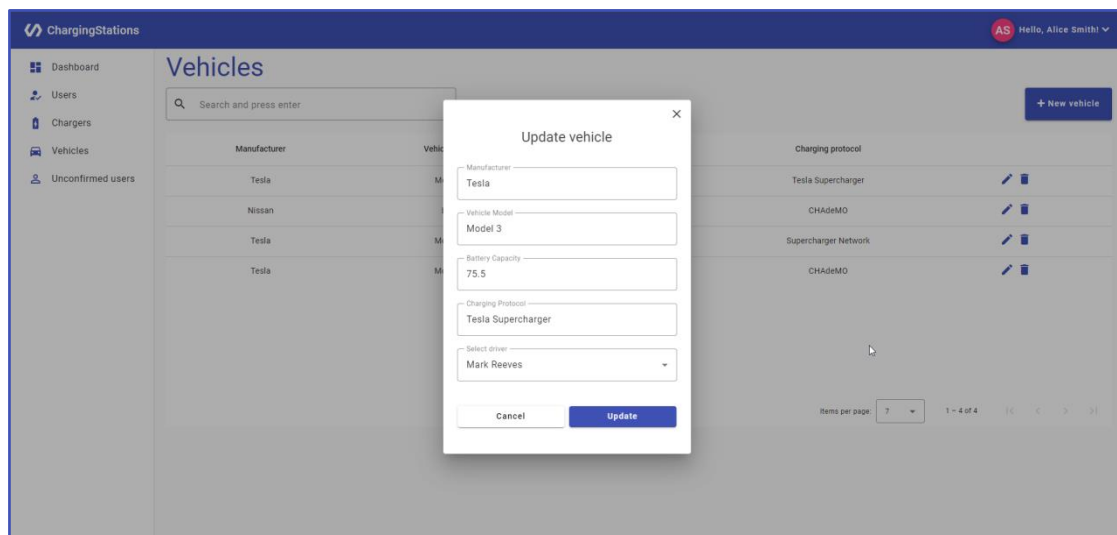 ChargingStations
AS Hello, Alice Smith!
Dashboard
Users
Chargers
Vehicles
Unconfirmed users
Vehicles
Search and press enter
+ New vehicle
Manufacturer Charging protocol
Tesla Tesla Supercharger
Nissan CHAdeMO
Tesla Supercharger Network
Tesla CHAdeMO
Items per page: 7 1 – 4 of 4
Update vehicle
Manufacturer
Tesla
Vehicle Model
Model 3
Battery Capacity
75.5
Charging Protocol
Tesla Supercharger
Select driver
Mark Reeves
Cancel Update